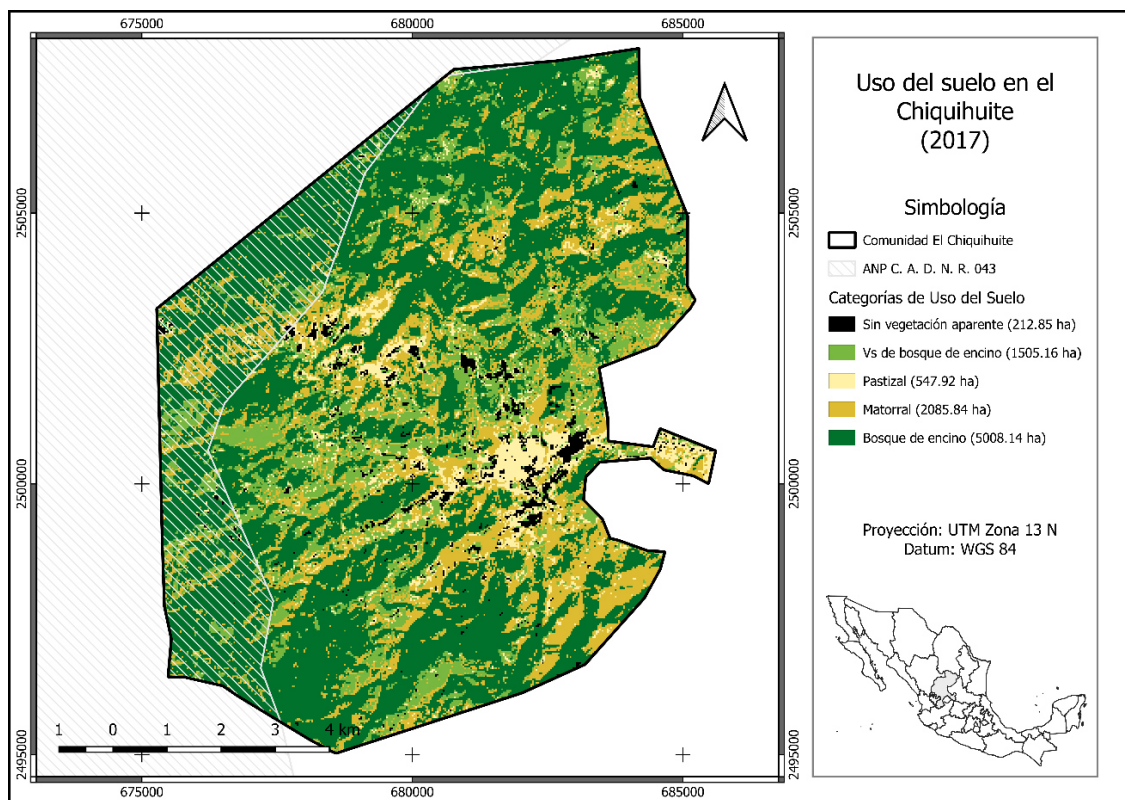 675000
680000
685000
2505000
2500000
2495000
2505000
2500000
2495000
1 0 1 2 3 4 km
675000
680000
685000
Uso del suelo en el
Chiquihuite
(2017)
Simbología
Comunidad El Chiquihuite
ANP C. A. D. N. R. 043
Categorías de Uso del Suelo
Sin vegetación aparente (212.85 ha)
Vs de bosque de encino (1505.16 ha)
Pastizal (547.92 ha)
Matorral (2085.84 ha)
Bosque de encino (5008.14 ha)
Proyección: UTM Zona 13 N
Datum: WGS 84